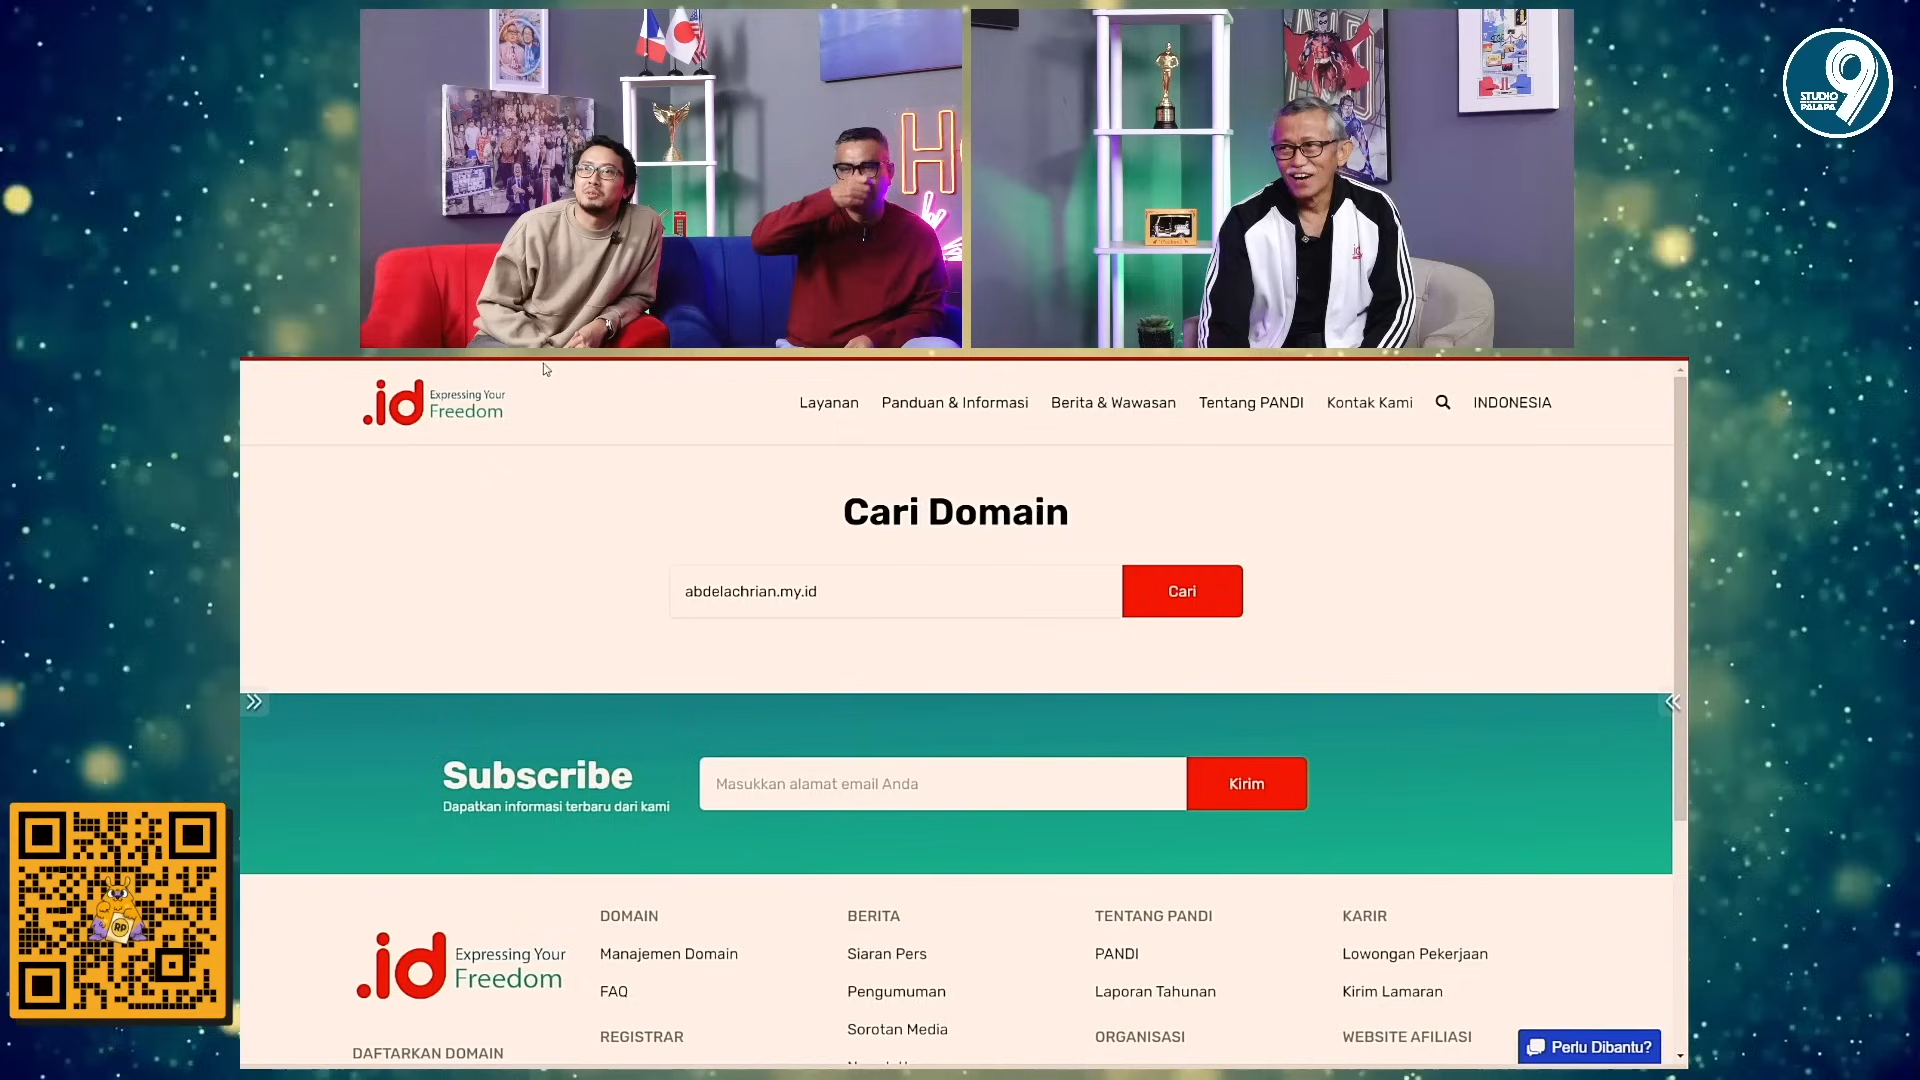 STUDIO
PALAPA
9
H
.id
Expressing Your
Freedom
Layanan
Panduan & Informasi
Berita & Wawasan
Tentang PANDI
Kontak Kami
INDONESIA
Cari Domain
abdelachrian.my.id
Cari
Subscribe
Dapatkan informasi terbaru dari kami
Masukkan alamat email Anda
Kirim
RP
.id
Expressing Your
Freedom
DAFTARKAN DOMAIN
DOMAIN
Manajemen Domain
FAQ
REGISTRAR
BERITA
Siaran Pers
Pengumuman
Sorotan Media
TENTANG PANDI
PANDI
Laporan Tahunan
ORGANISASI
KARIR
Lowongan Pekerjaan
Kirim Lamaran
WEBSITE AFILIASI
Perlu Dibantu?